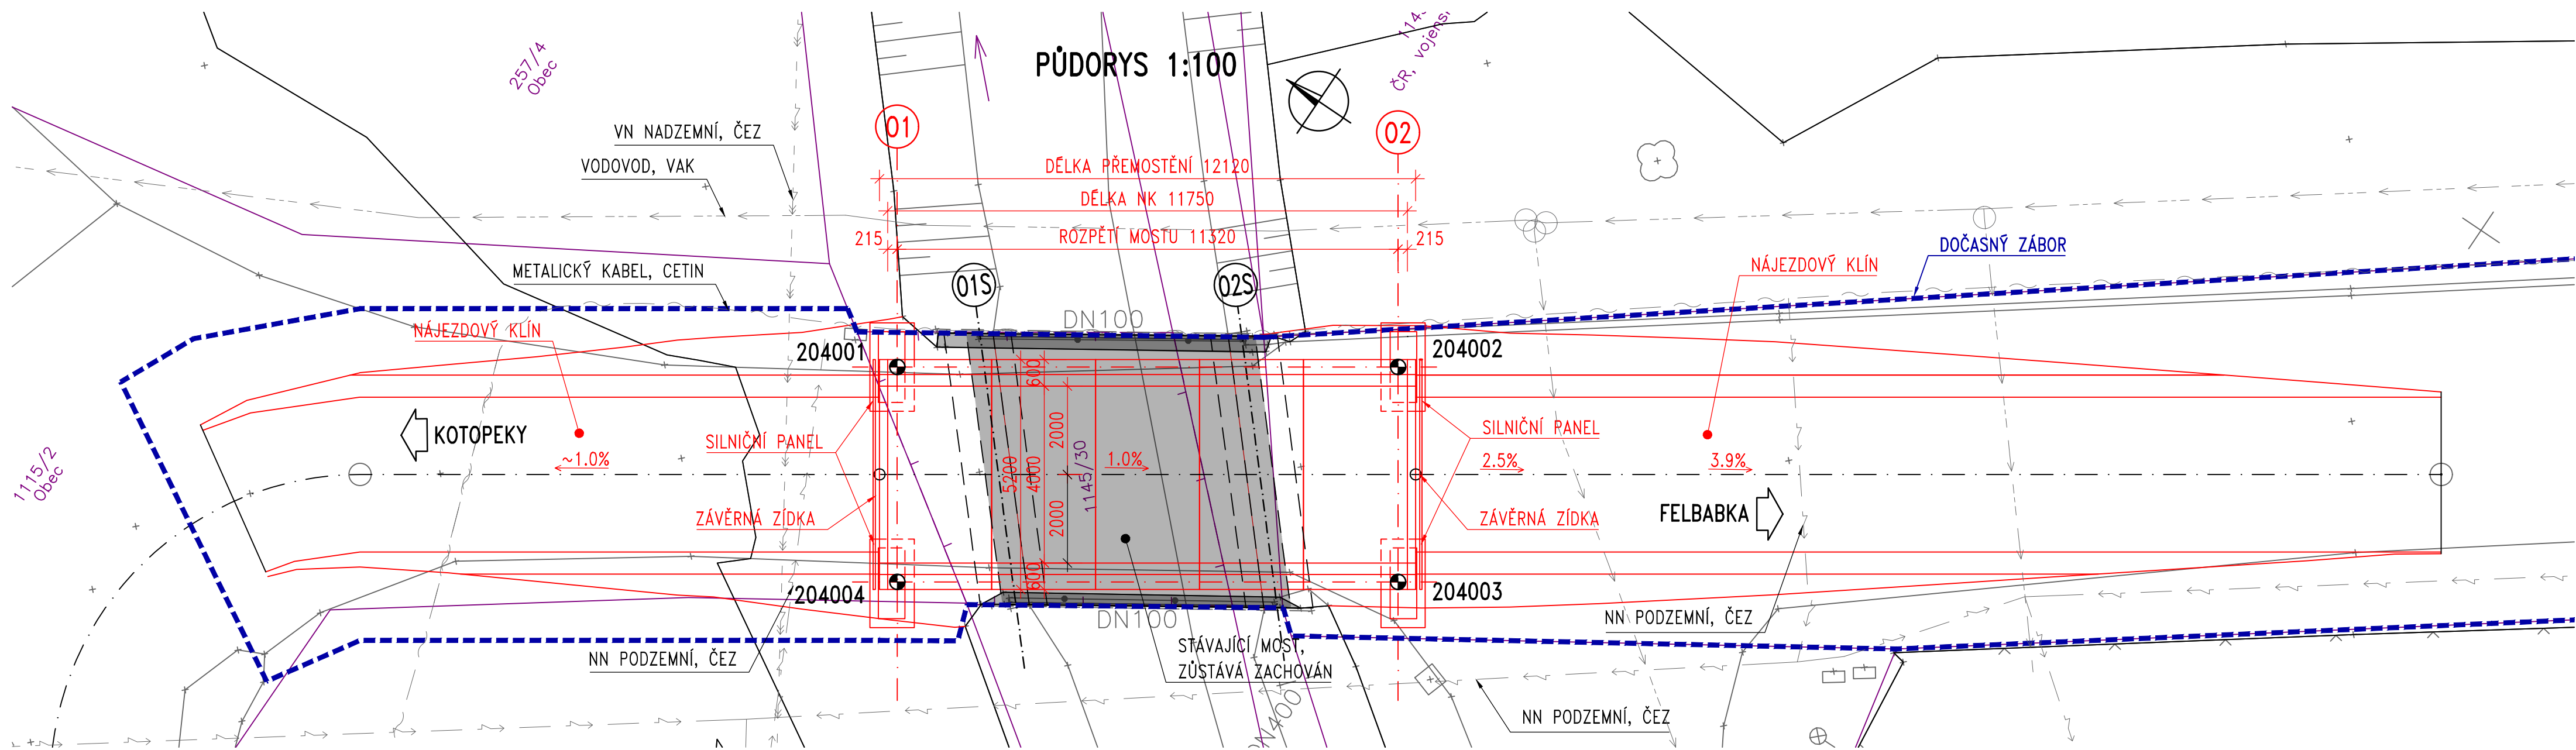 PŮDORYS 1:100
257/4
Obec
ČR, vojens
VN NADZEMNÍ, ČEZ
VODOVOD, VAK
METALICKÝ KABEL, CETIN
O1
O2
DÉLKA PŘEMOSTĚNÍ 12120
DÉLKA NK 11750
215
ROZPĚTÍ MOSTU 11320
215
DOČASNÝ ZÁBOR
NÁJEZDOVÝ KLÍN
O1S
O2S
DN100
NÁJEZDOVÝ KLÍN
204001
204002
600
2000
KOTOPEKY
SILNIČNÍ PANEL
SILNIČNÍ PANEL
~1.0%
5200
4000
1145/30
1.0%
2.5%
3.9%
1115/2
Obec
ZÁVĚRNÁ ZÍDKA
2000
ZÁVĚRNÁ ZÍDKA
FELBABKA
600
204004
204003
DN100
NN PODZEMNÍ, ČEZ
NN PODZEMNÍ, ČEZ
STÁVAJÍCÍ MOST,
ZŮSTÁVÁ ZACHOVÁN
NN PODZEMNÍ, ČEZ